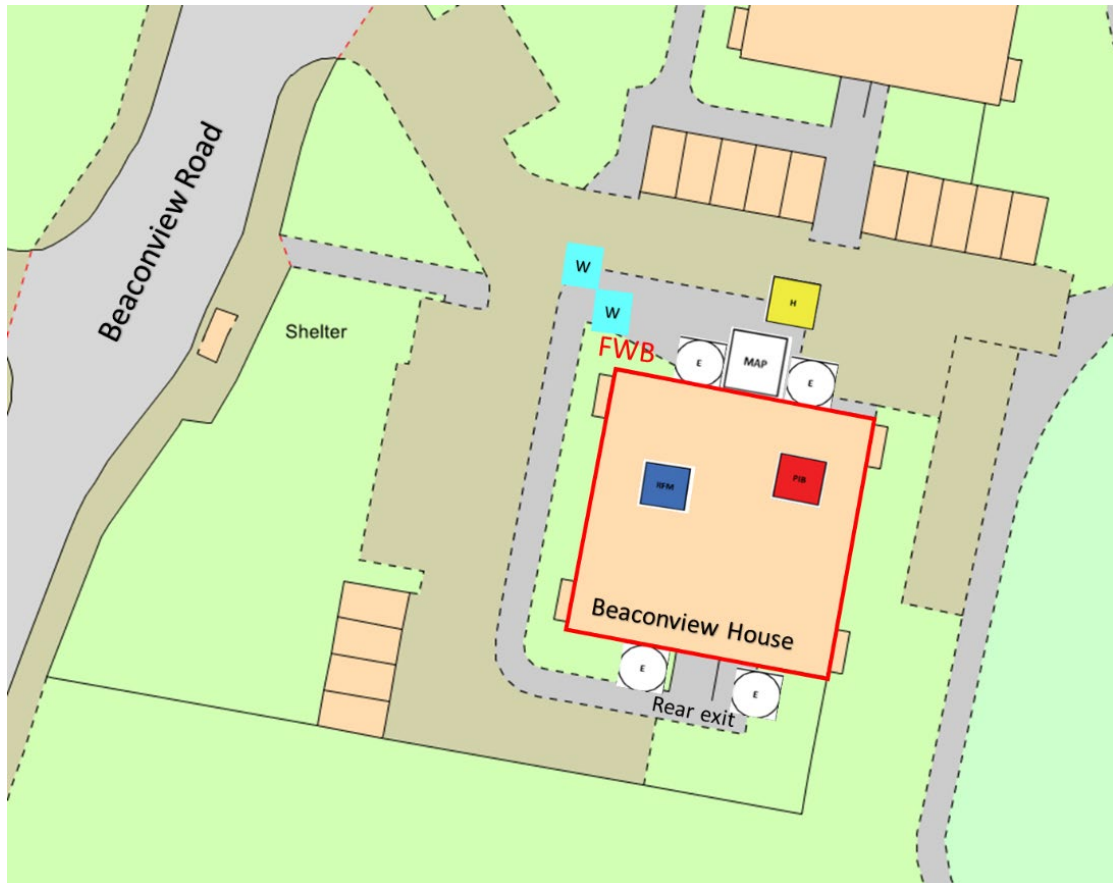 Beaconview Road
Shelter
W
W
FWB
H
E
MAP
E
RFM
PIB
Beaconview House
E
E
Rear exit